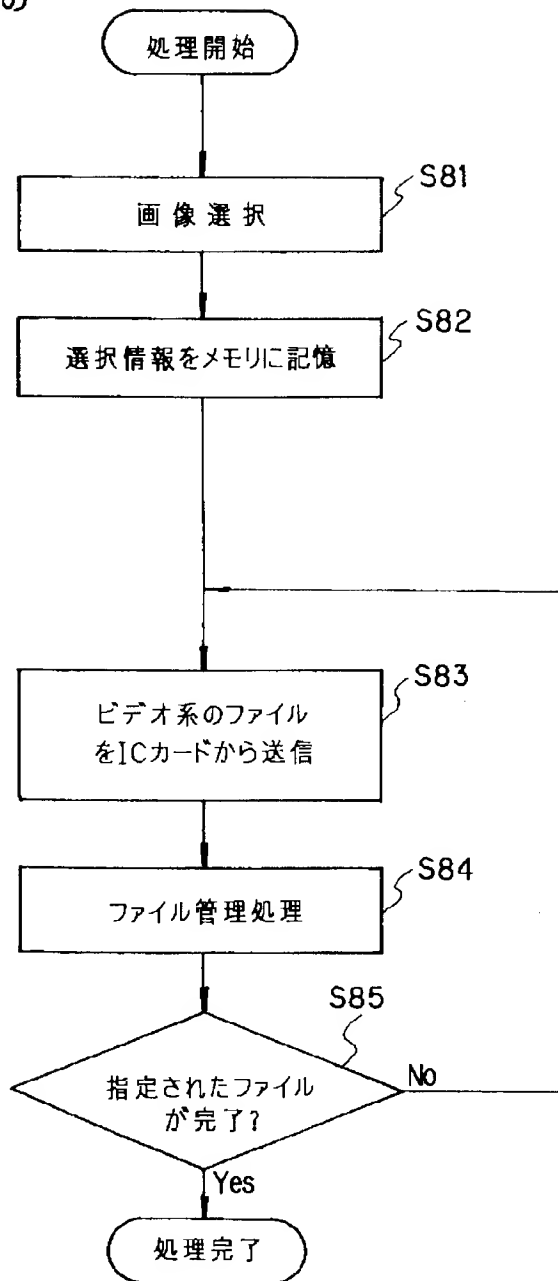 の
処理開始
S81
画像選択
S82
選択情報をメモリに記憶
S83
ビデオ系のファイル
をICカードから送信
S84
ファイル管理処理
S85
指定されたファイル
が完了?
No
Yes
処理完了